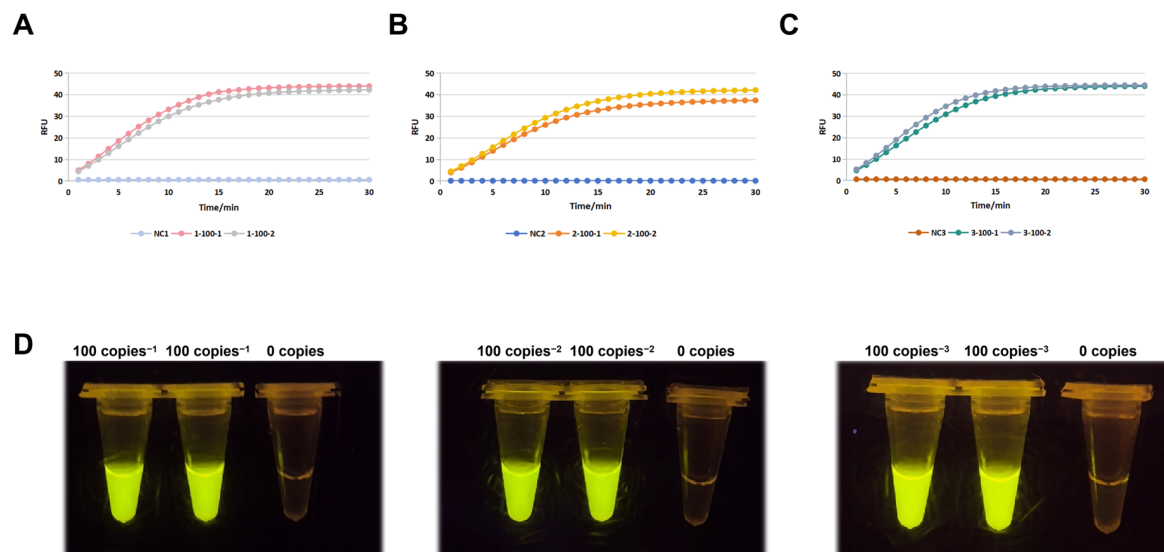 A
B
C
50
40
30
20
10
0
RFU
0 5 10 15 20 25 30
Time/min
NC1 1-100-1 1-100-2
50
40
30
20
10
0
RFU
0 5 10 15 20 25 30
Time/min
NC2 2-100-1 2-100-2
50
40
30
20
10
0
RFU
0 5 10 15 20 25 30
Time/min
NC3 3-100-1 3-100-2
D
100 copies⁻¹ 100 copies⁻¹ 0 copies
100 copies⁻² 100 copies⁻² 0 copies
100 copies⁻³ 100 copies⁻³ 0 copies